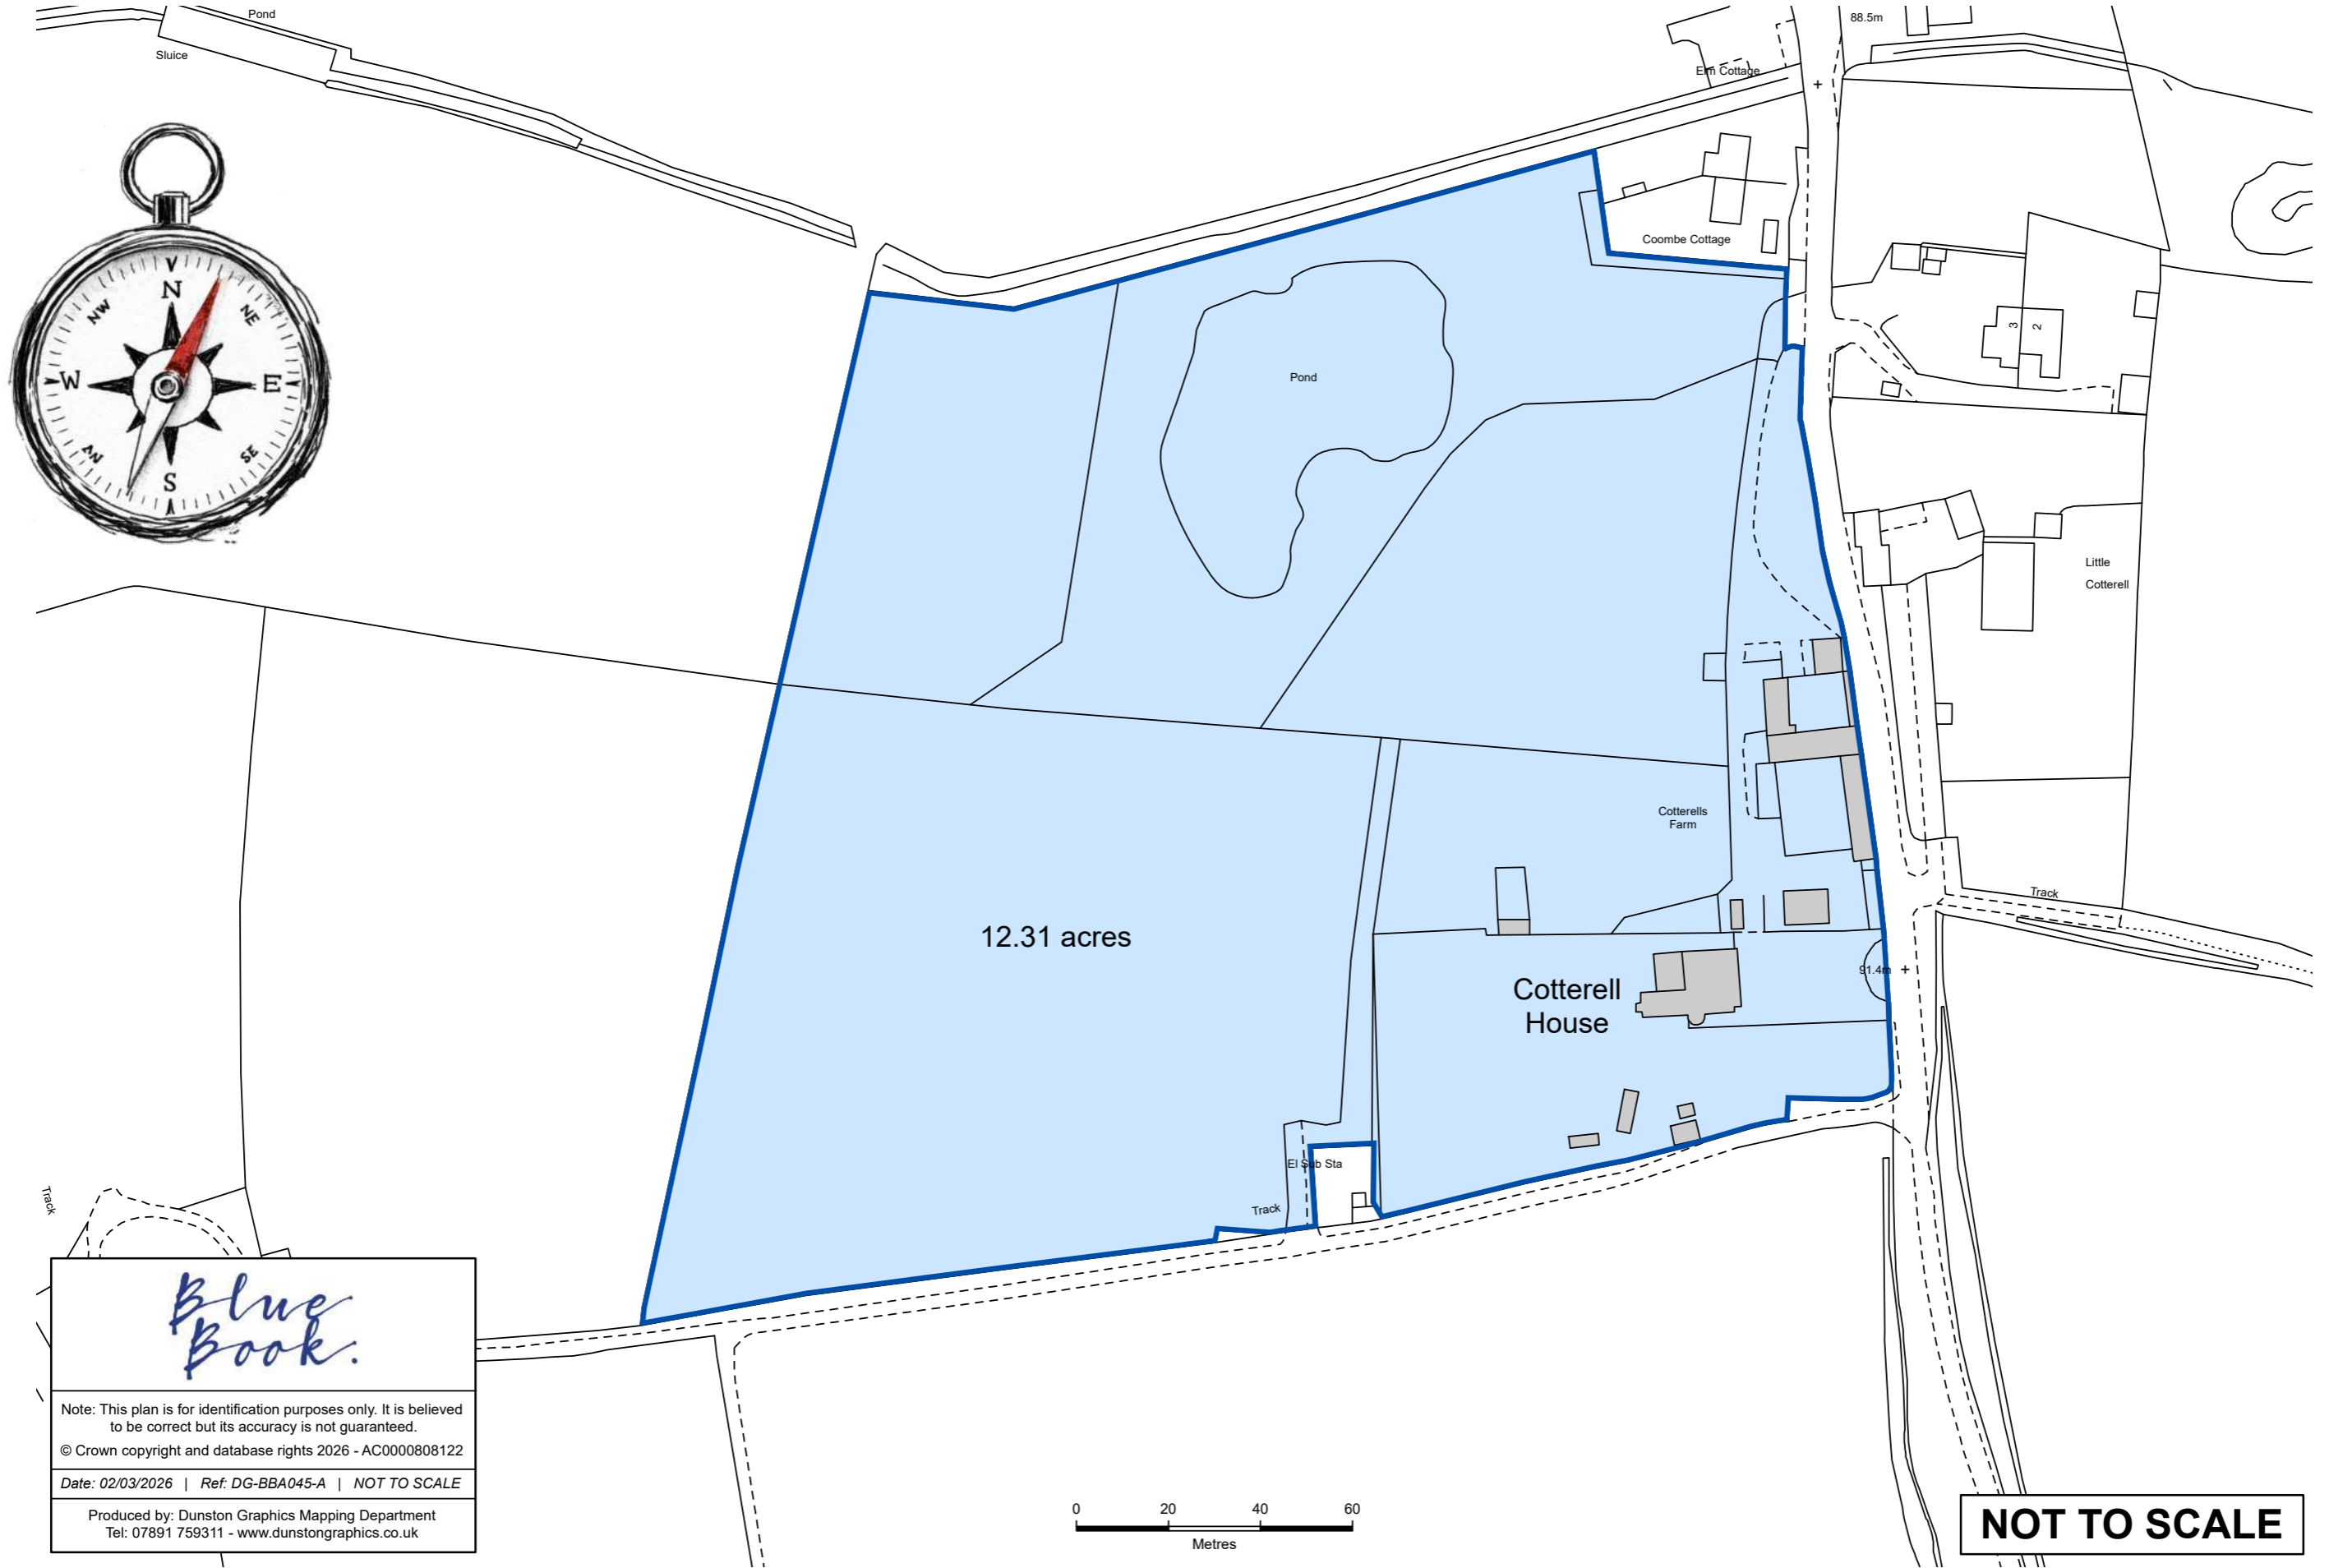 Pond
Sluice
88.5m
Elm Cottage
Coombe Cottage
V
N
NE
E
SE
S
W
NW
Pond
3
2
Little
Cotterell
Cotterells
Farm
Track
12.31 acres
91.4m
Cotterell
House
El Sub Sta
Track
Track
Blue
Book.
Note: This plan is for identification purposes only. It is believed
to be correct but its accuracy is not guaranteed.
© Crown copyright and database rights 2026 - AC0000808122
Date: 02/03/2026 | Ref: DG-BBA045-A | NOT TO SCALE
Produced by: Dunston Graphics Mapping Department
Tel: 07891 759311 - www.dunstongraphics.co.uk
0 20 40 60
Metres
NOT TO SCALE